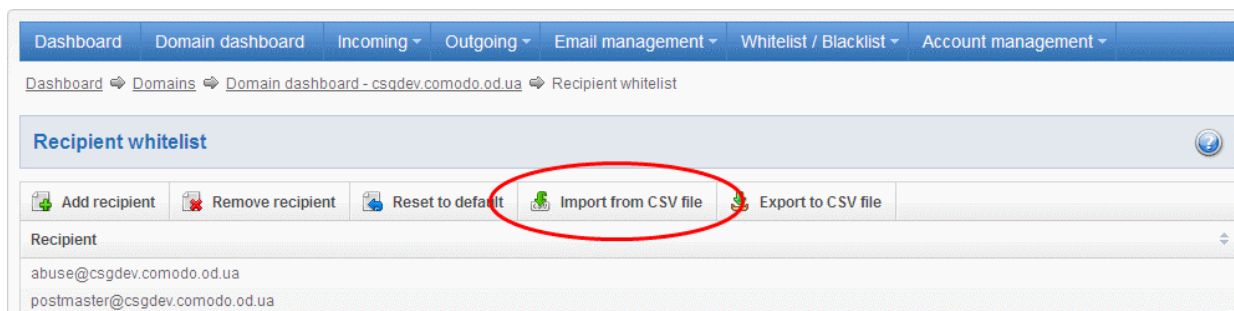 Dashboard Domain dashboard Incoming Outgoing Email management Whitelist / Blacklist Account management
Dashboard Domains Domain dashboard - csgdev.comodo.od.ua Recipient whitelist
Recipient whitelist
Add recipient Remove recipient Reset to default Import from CSV file Export to CSV file
Recipient
abuse@csgdev.comodo.od.ua
postmaster@csgdev.comodo.od.ua